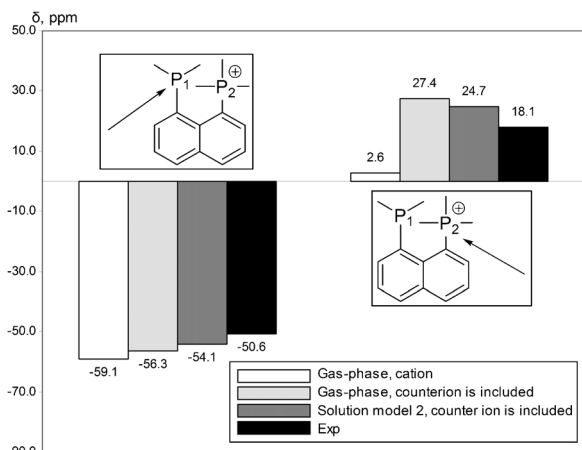 δ, ppm
50.0
30.0
10.0
-10.0
-30.0
-50.0
-70.0
P1
P2
⊕
-59.1
-56.3
-54.1
-50.6
2.6
27.4
24.7
18.1
P1
P2
⊕
Gas-phase, cation
Gas-phase, counterion is included
Solution model 2, counter ion is included
Exp